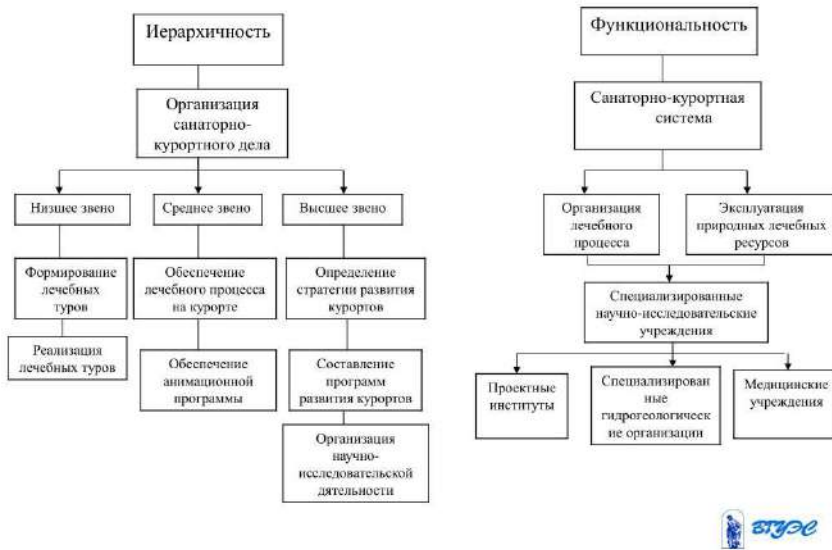 Иерархичность
Организация
санаторно-
курортного дела
Низшее звено
Среднее звено
Высшее звено
Формирование
лечебных
туров
Обеспечение
лечебного процесса
на курорте
Определение
стратегии развития
курортов
Реализация
лечебных туров
Обеспечение
анимационной
программы
Составление
программ
развития курортов
Организация
научно-
исследовательской
дятельности
Функциональность
Санаторно-курортная
система
Организация
лечебного
процесса
Эксплуатация
природных лечебных
ресурсов
Специализированные
научно-исследовательские
учреждения
Проектные
институты
Специализирован
ные
гидрогеологическ
ие организации
Медицинские
учреждения
ВГУЭС